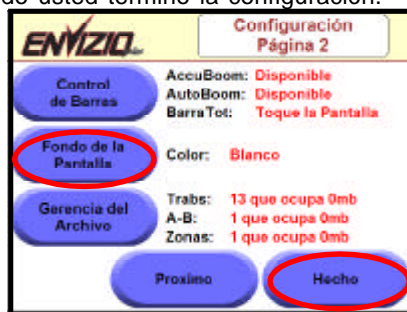 de usted termine la configuración.
ENVIZIO
Configuración
Página 2
Control
de Barras
AccuBoom: Disponible
AutoBoom: Disponible
BarraTot: Toque la Pantalla
Fondo de la
Pantalla
Color: Blanco
Gerencia del
Archivo
Trabs: 13 que ocupa 0mb
A-B: 1 que ocupa 0mb
Zonas: 1 que ocupa 0mb
Proximo
Hecho